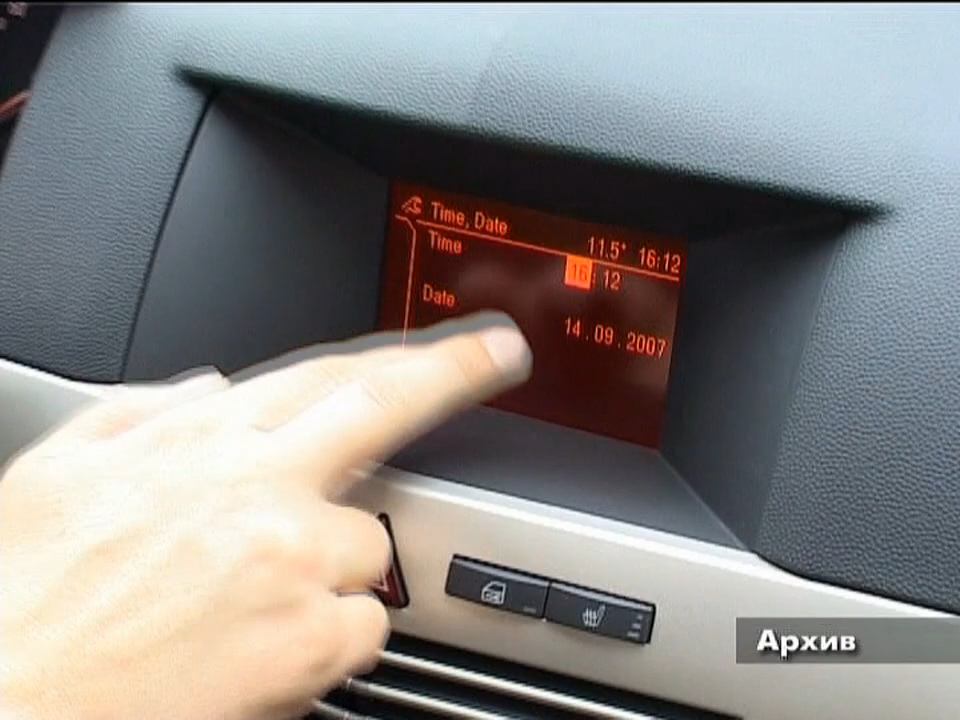 Time, Date
11.5° 16:12
Time
16 : 12
Date
14 . 09 . 2007
Архив